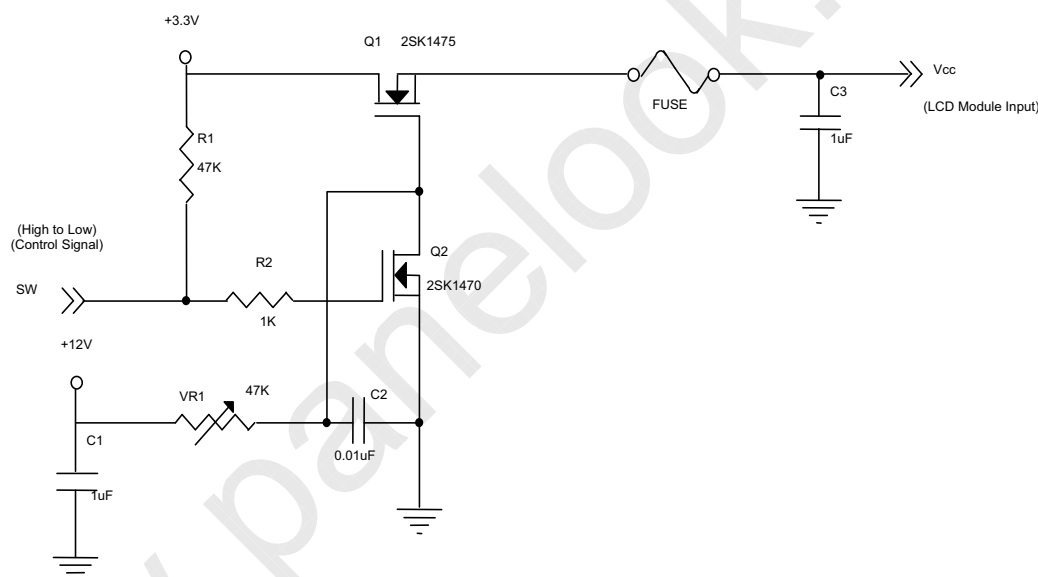 +3.3V
Q1 2SK1475
Vcc
C3
FUSE
(LCD Module Input)
R1
1uF
47K
(High to Low)
(Control Signal)
Q2
R2
SW
2SK1470
1K
+12V
47K
VR1
C2
C1
0.01uF
1uF
panelook.